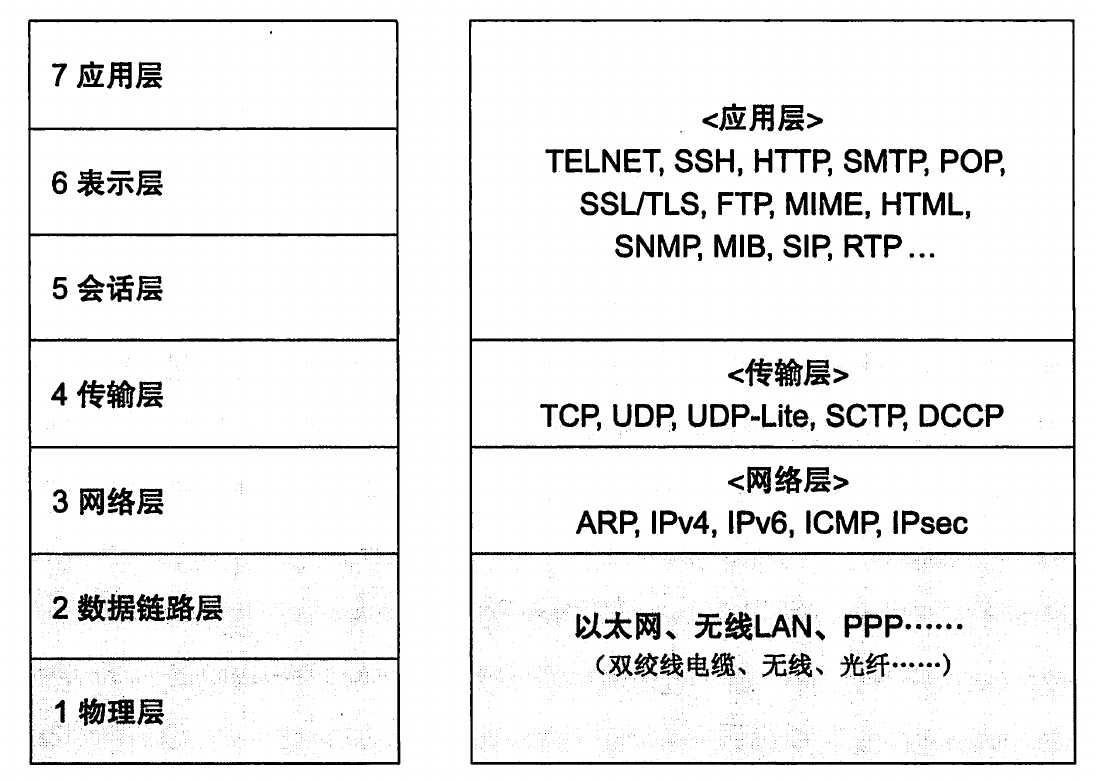 7 应用层
6 表示层
5 会话层
4 传输层
3 网络层
2 数据链路层
1 物理层
<应用层>
TELNET, SSH, HTTP, SMTP, POP,
SSL/TLS, FTP, MIME, HTML,
SNMP, MIB, SIP, RTP ...
<传输层>
TCP, UDP, UDP-Lite, SCTP, DCCP
<网络层>
ARP, IPv4, IPv6, ICMP, IPsec
以太网、无线LAN、PPP……
（双绞线电缆、无线、光纤……）